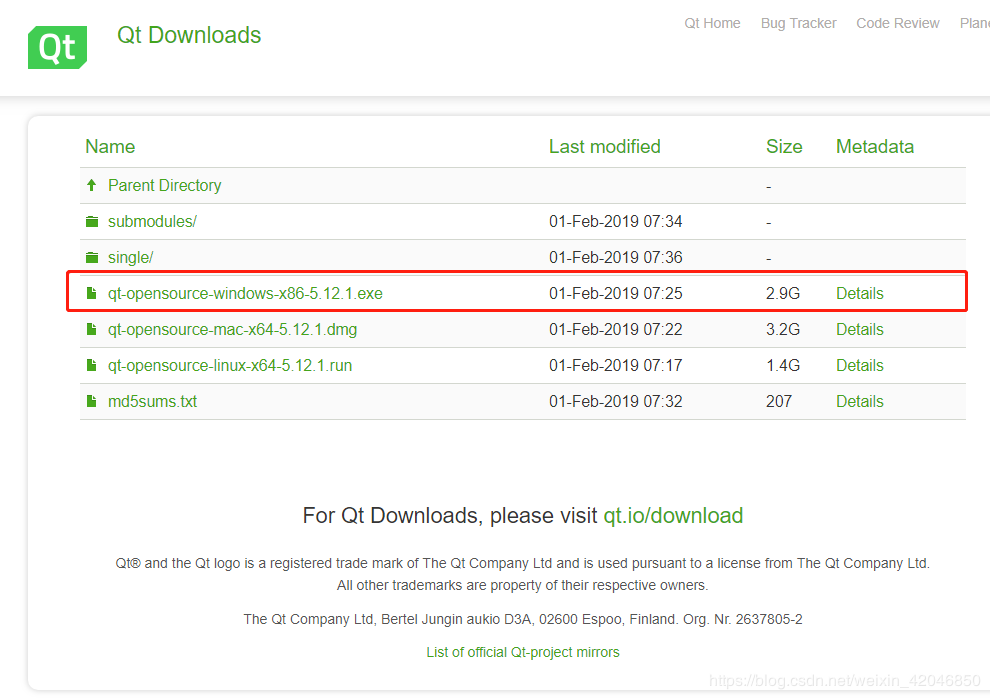 Qt
Qt Downloads
Qt Home Bug Tracker Code Review Plane
Name Last modified Size Metadata
Parent Directory -
submodules/ 01-Feb-2019 07:34 -
single/ 01-Feb-2019 07:36 -
qt-opensource-windows-x86-5.12.1.exe 01-Feb-2019 07:25 2.9G Details
qt-opensource-mac-x64-5.12.1.dmg 01-Feb-2019 07:22 3.2G Details
qt-opensource-linux-x64-5.12.1.run 01-Feb-2019 07:17 1.4G Details
md5sums.txt 01-Feb-2019 07:32 207 Details
For Qt Downloads, please visit qt.io/download
Qt® and the Qt logo is a registered trade mark of The Qt Company Ltd and is used pursuant to a license from The Qt Company Ltd.
All other trademarks are property of their respective owners.
The Qt Company Ltd, Bertel Jungin aukio D3A, 02600 Espoo, Finland. Org. Nr. 2637805-2
List of official Qt-project mirrors
https://blog.csdn.net/weixin_42046850